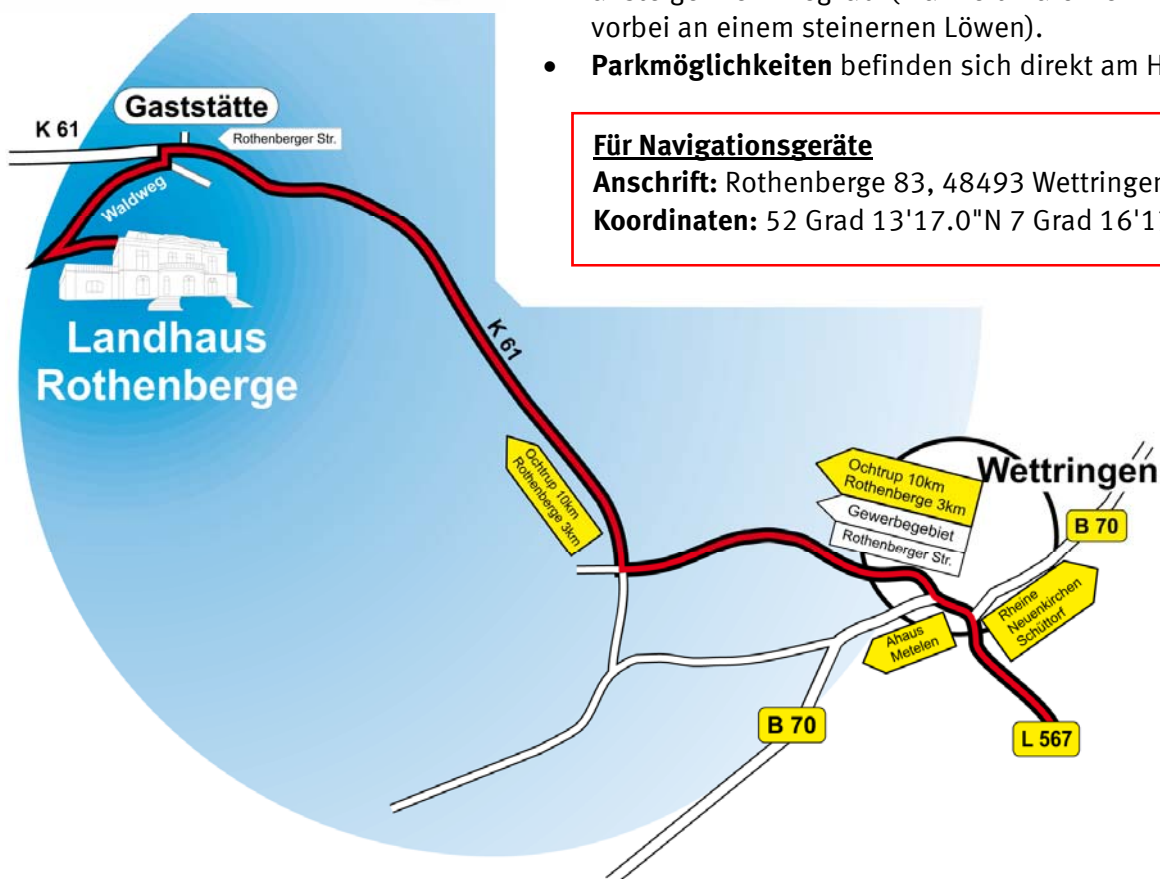 vorbei an einem steinernen Löwen).
• Parkmöglichkeiten befinden sich direkt am H
Für Navigationsgeräte
Anschrift: Rothenberge 83, 48493 Wettringen
Koordinaten: 52 Grad 13'17.0"N 7 Grad 16'1
Gaststätte
K 61
Rothenberger Str.
Waldweg
Landhaus
Rothenberge
K 61
Ochtrup 10km
Rothenberge 3km
Ochtrup 10km
Rothenberge 3km
Gewerbegebiet
Rothenberger Str.
Wettringen
B 70
Rheine
Neuenkirchen
Schüttorf
Ahaus
Metelen
B 70
L 567